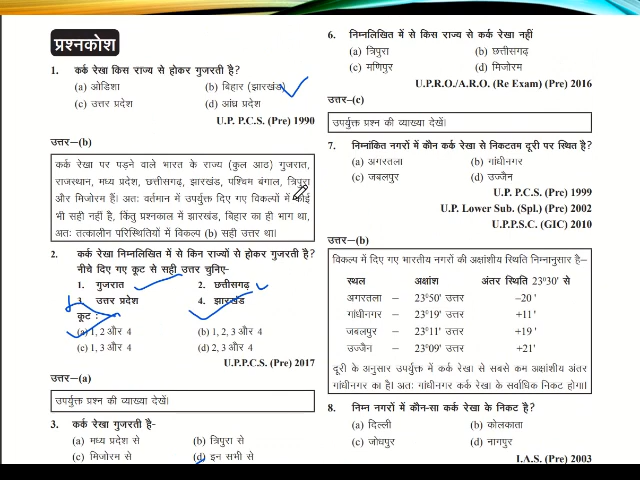 प्रश्नकोश
1. कर्क रेखा किस राज्य से होकर गुजरती है?
(a) ओडिशा (b) बिहार (झारखंड)
(c) उत्तर प्रदेश (d) आंध्र प्रदेश
U.P. P.C.S. (Pre) 1990
उत्तर-(b)
कर्क रेखा पर पड़ने वाले भारत के राज्य (कुल आठ) गुजरात,
राजस्थान, मध्य प्रदेश, छत्तीसगढ़, झारखंड, पश्चिम बंगाल, त्रिपुरा
और मिजोरम हैं। अतः वर्तमान में उपर्युक्त दिए गए विकल्पों में कोई
भी सही नहीं है, किंतु प्रश्नकाल में झारखंड, बिहार का ही भाग था,
अतः तत्कालीन परिस्थितियों में विकल्प (b) सही उत्तर था।
2. कर्क रेखा निम्नलिखित में से किन राज्यों से होकर गुजरती है?
नीचे दिए गए कूट से सही उत्तर चुनिए-
1. गुजरात 2. छत्तीसगढ़
3. उत्तर प्रदेश 4. झारखंड
कूट :
(a) 1, 2 और 4 (b) 1, 2, 3 और 4
(c) 1, 3 और 4 (d) 2, 3 और 4
U.P.P.C.S. (Pre) 2017
उत्तर-(a)
उपर्युक्त प्रश्न की व्याख्या देखें।
3. कर्क रेखा गुजरती है-
(a) मध्य प्रदेश से (b) त्रिपुरा से
(c) मिजोरम से (d) इन सभी से
6. निम्नलिखित में से किस राज्य से कर्क रेखा नहीं
(a) त्रिपुरा (b) छत्तीसगढ़
(c) मणिपुर (d) मिजोरम
U.P.R.O./A.R.O. (Re Exam) (Pre) 2016
उत्तर-(c)
उपर्युक्त प्रश्न की व्याख्या देखें।
7. निम्नांकित नगरों में कौन कर्क रेखा से निकटतम दूरी पर स्थित है?
(a) अगरतला (b) गांधीनगर
(c) जबलपुर (d) उज्जैन
U.P. P.C.S. (Pre) 1999
U.P. Lower Sub. (Spl.) (Pre) 2002
U.P.P.S.C. (GIC) 2010
उत्तर-(b)
विकल्प में दिए गए भारतीय नगरों की अक्षांशीय स्थिति निम्नानुसार है–
स्थल अक्षांश अंतर स्थिति 23°30' से
अगरतला – 23°50' उत्तर –20'
गांधीनगर – 23°19' उत्तर +11'
जबलपुर – 23°11' उत्तर +19'
उज्जैन – 23°09' उत्तर +21'
दूरी के अनुसार उपर्युक्त में कर्क रेखा से सबसे कम अक्षांशीय अंतर
गांधीनगर का है। अतः गांधीनगर कर्क रेखा के सर्वाधिक निकट होगा।
8. निम्न नगरों में कौन-सा कर्क रेखा के निकट है?
(a) दिल्ली (b) कोलकाता
(c) जोधपुर (d) नागपुर
I.A.S. (Pre) 2003